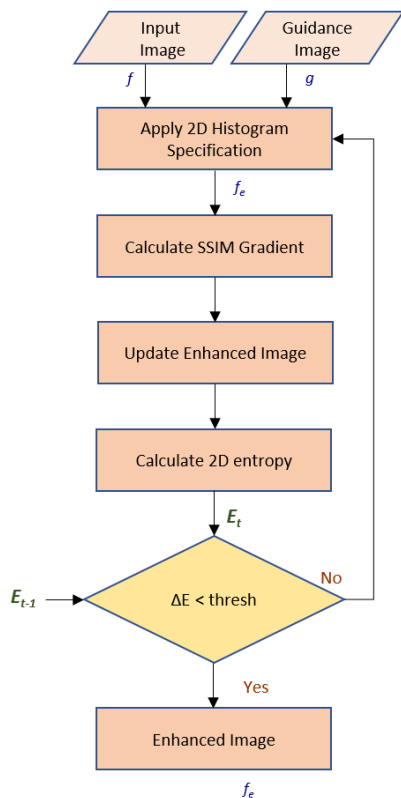 Input
Image
Guidance
Image
f
g
Apply 2D Histogram
Specification
fe
Calculate SSIM Gradient
Update Enhanced Image
Calculate 2D entropy
Et
No
Et-1
ΔE < thresh
Yes
Enhanced Image
fe